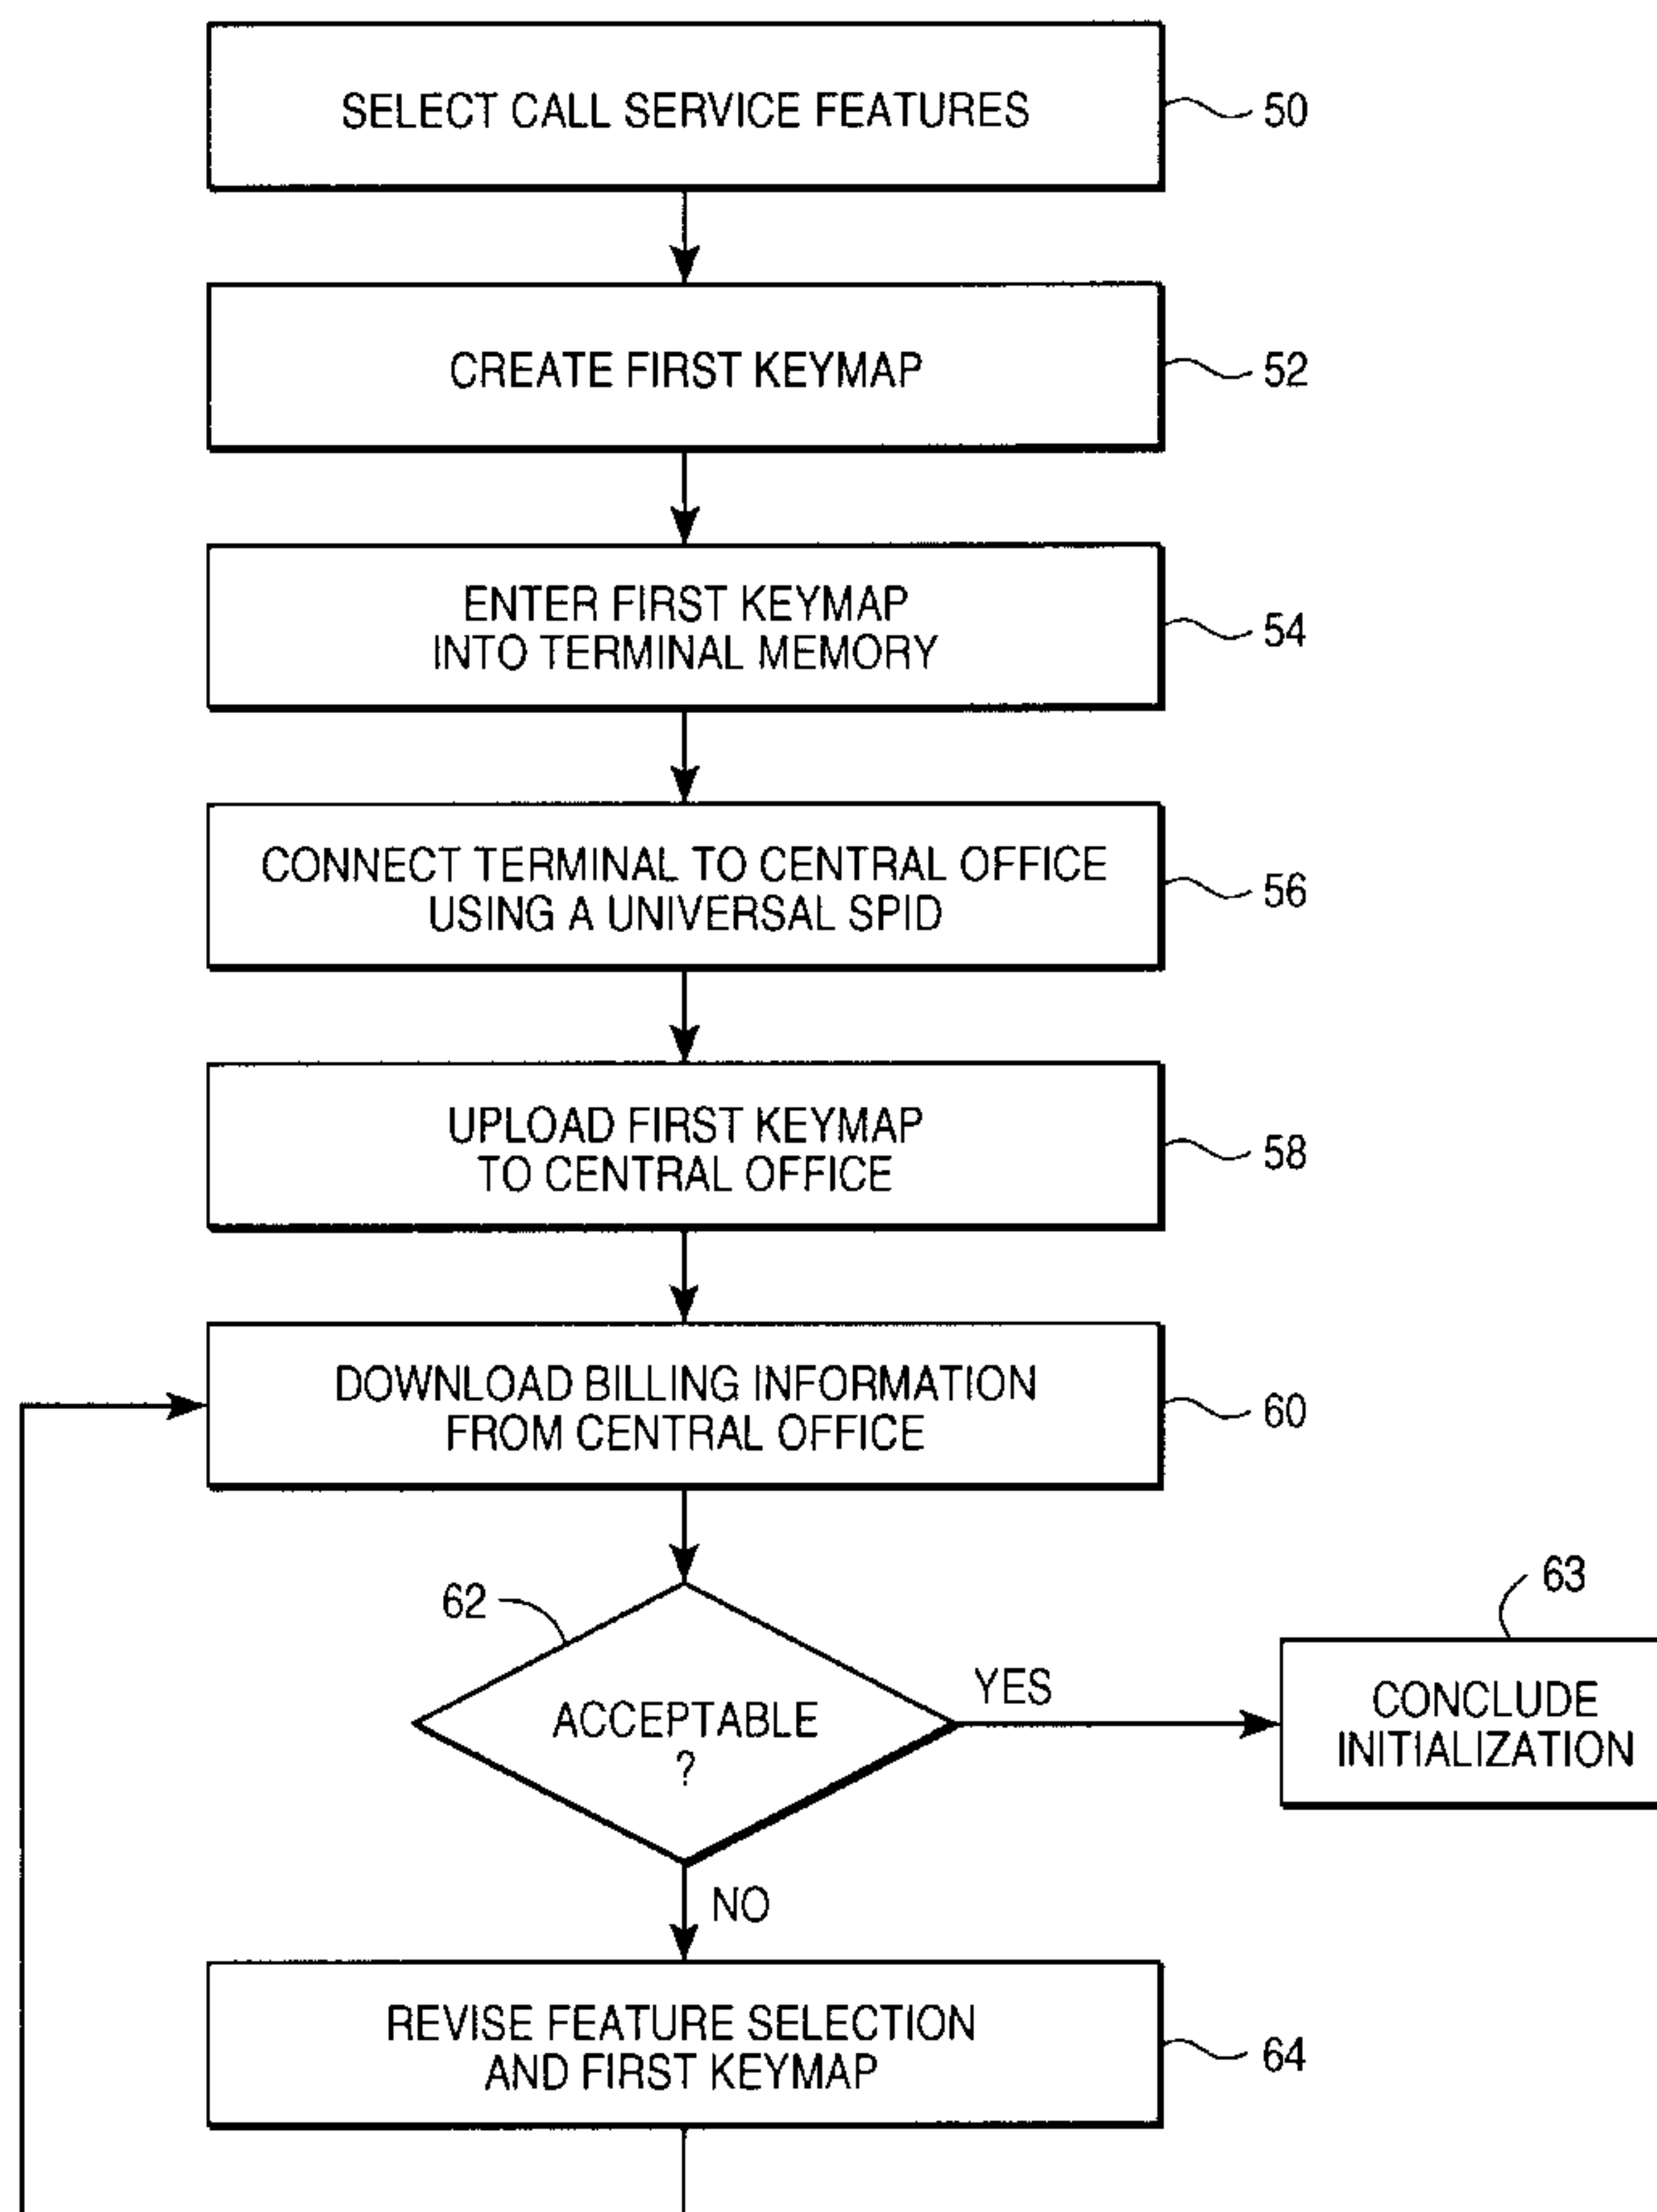 SELECT CALL SERVICE FEATURES
50
CREATE FIRST KEYMAP
52
ENTER FIRST KEYMAP
INTO TERMINAL MEMORY
54
CONNECT TERMINAL TO CENTRAL OFFICE
USING A UNIVERSAL SPID
56
UPLOAD FIRST KEYMAP
TO CENTRAL OFFICE
58
DOWNLOAD BILLING INFORMATION
FROM CENTRAL OFFICE
60
62
ACCEPTABLE
?
YES
63
CONCLUDE
INITIALIZATION
NO
REVISE FEATURE SELECTION
AND FIRST KEYMAP
64